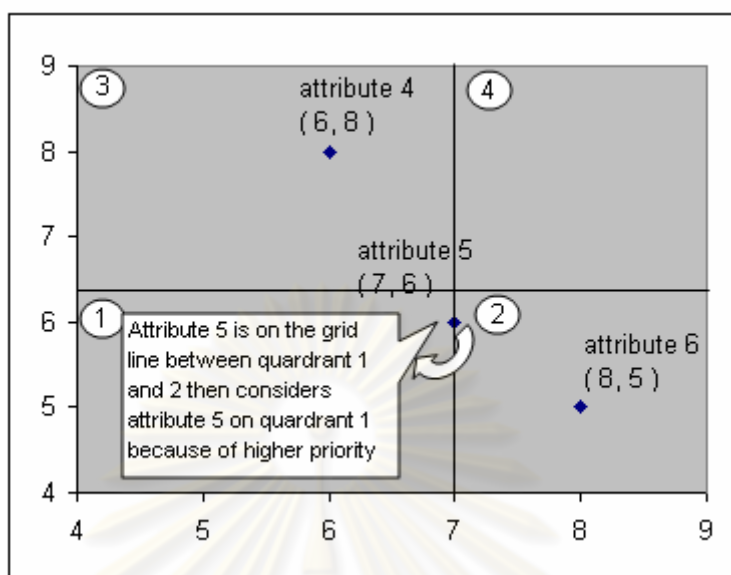 9
3
attribute 4
( 6, 8 )
4
8
7
attribute 5
( 7, 6 )
6
1
2
Attribute 5 is on the grid
line between quardrant 1
and 2 then considers
attribute 5 on quardrant 1
because of higher priority
attribute 6
( 8, 5 )
5
4
4 5 6 7 8 9